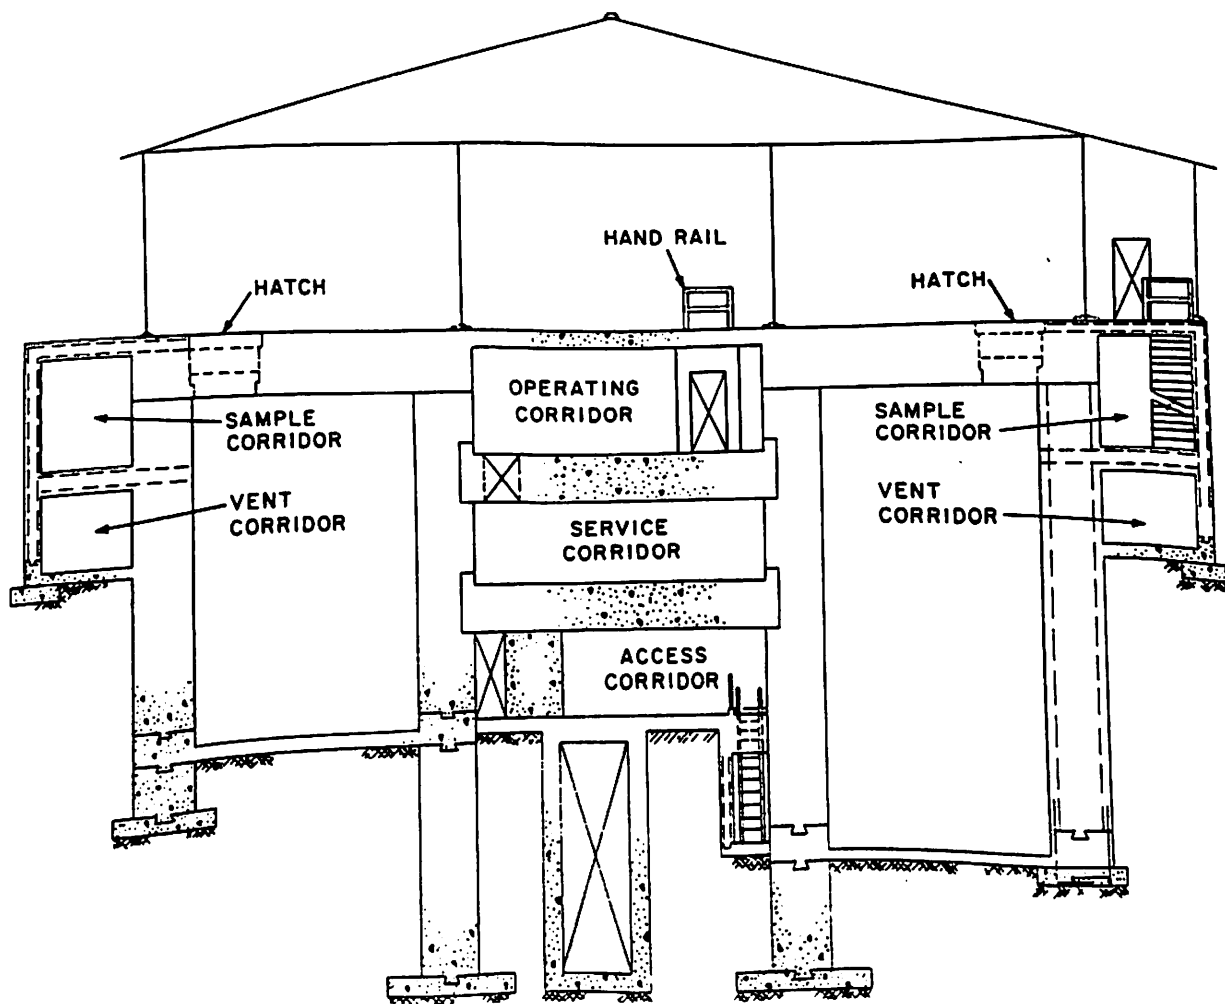 HAND RAIL
HATCH
HATCH
OPERATING
CORRIDOR
SAMPLE
CORRIDOR
SAMPLE
CORRIDOR
VENT
CORRIDOR
VENT
CORRIDOR
SERVICE
CORRIDOR
ACCESS
CORRIDOR